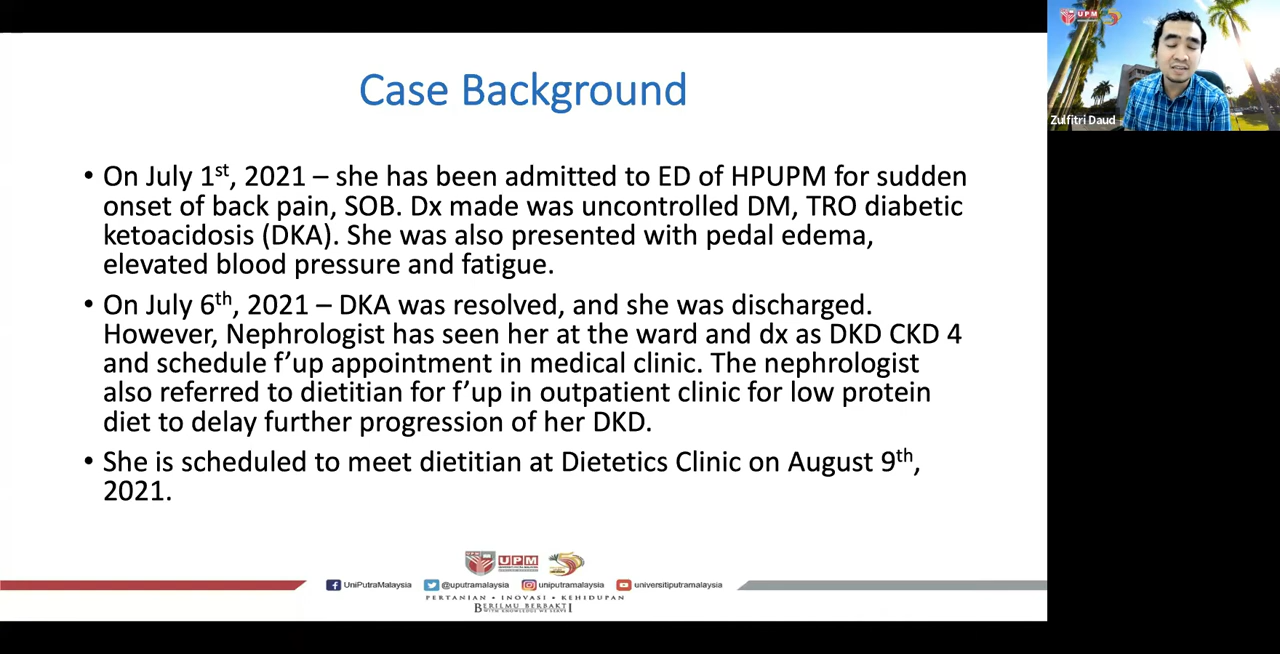 Case Background
• On July 1st, 2021 – she has been admitted to ED of HPUPM for sudden
onset of back pain, SOB. Dx made was uncontrolled DM, TRO diabetic
ketoacidosis (DKA). She was also presented with pedal edema,
elevated blood pressure and fatigue.
• On July 6th, 2021 – DKA was resolved, and she was discharged.
However, Nephrologist has seen her at the ward and dx as DKD CKD 4
and schedule f’up appointment in medical clinic. The nephrologist
also referred to dietitian for f’up in outpatient clinic for low protein
diet to delay further progression of her DKD.
• She is scheduled to meet dietitian at Dietetics Clinic on August 9th,
2021.
UPM
UniPutraMalaysia @uputramalaysia uniputramalaysia universitiputramalaysia
PERTANIAN • INOVASI • KEHIDUPAN
BERILMU BERBAKTI
WITH KNOWLEDGE WE SERVE
UPM
Zulfitri Daud